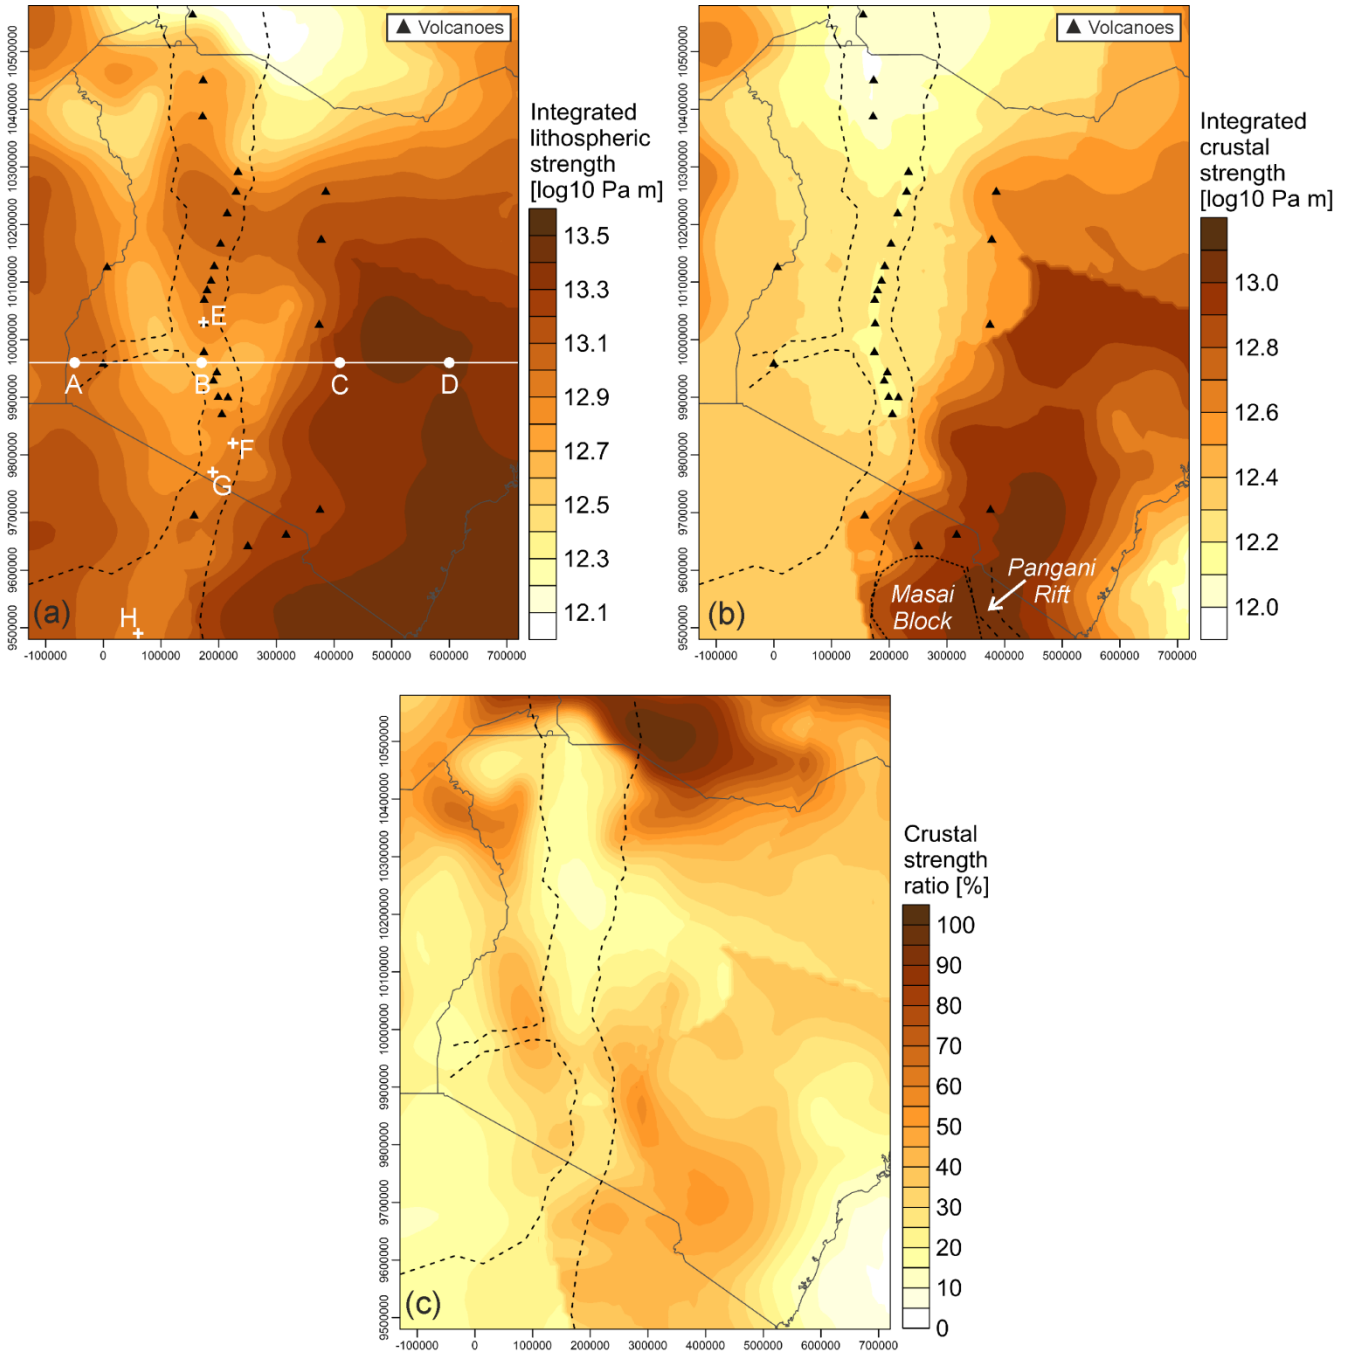 ▲ Volcanoes
Integrated
lithospheric
strength
[log10 Pa m]
13.5
13.3
13.1
12.9
12.7
12.5
12.3
12.1
10500000
10400000
10300000
10200000
10100000
10000000
9900000
9800000
9700000
9600000
9500000
E
A
B
C
D
F
G
H
(a)
-100000 0 100000 200000 300000 400000 500000 600000 700000
▲ Volcanoes
Integrated
crustal
strength
[log10 Pa m]
13.0
12.8
12.6
12.4
12.2
12.0
10500000
10400000
10300000
10200000
10100000
10000000
9900000
9800000
9700000
9600000
9500000
Masai
Block
Pangani
Rift
(b)
-100000 0 100000 200000 300000 400000 500000 600000 700000
Crustal
strength
ratio [%]
100
90
80
70
60
50
40
30
20
10
0
10500000
10400000
10300000
10200000
10100000
10000000
9900000
9800000
9700000
9600000
9500000
(c)
-100000 0 100000 200000 300000 400000 500000 600000 700000